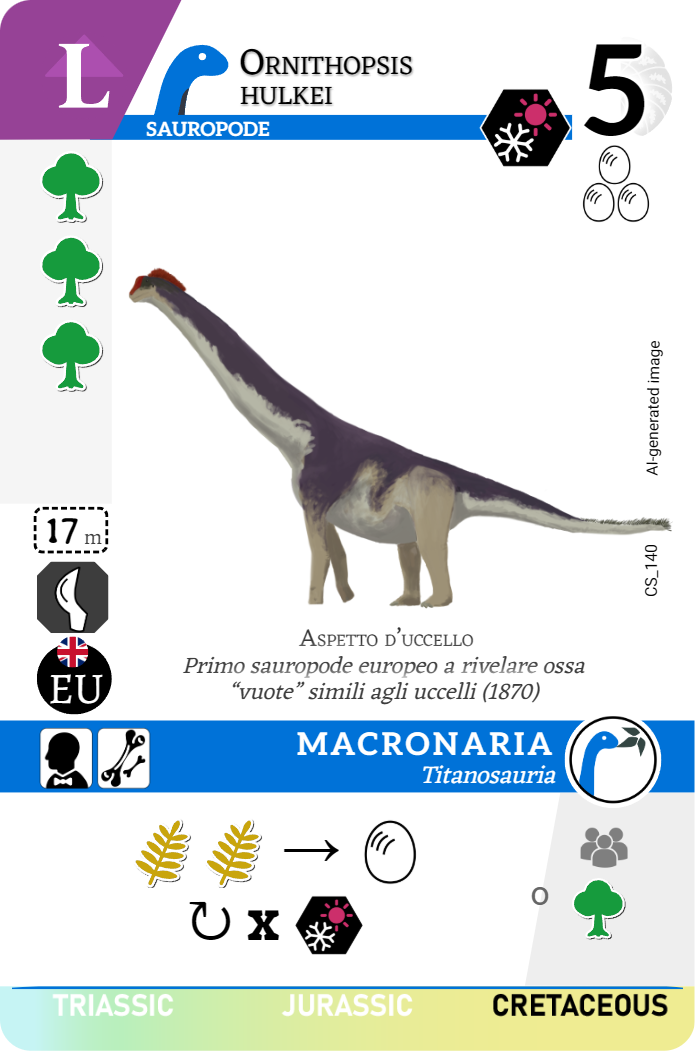 L
ORNITHOPSIS
HULKEI
5
SAUROPODE
AI-generated image
17 m
CS_140
EU
ASPETTO D'UCCELLO
Primo sauropode europeo a rivelare ossa
“vuote” simili agli uccelli (1870)
MACRONARIA
Titanosauria
→
O
x
TRIASSIC JURASSIC CRETACEOUS